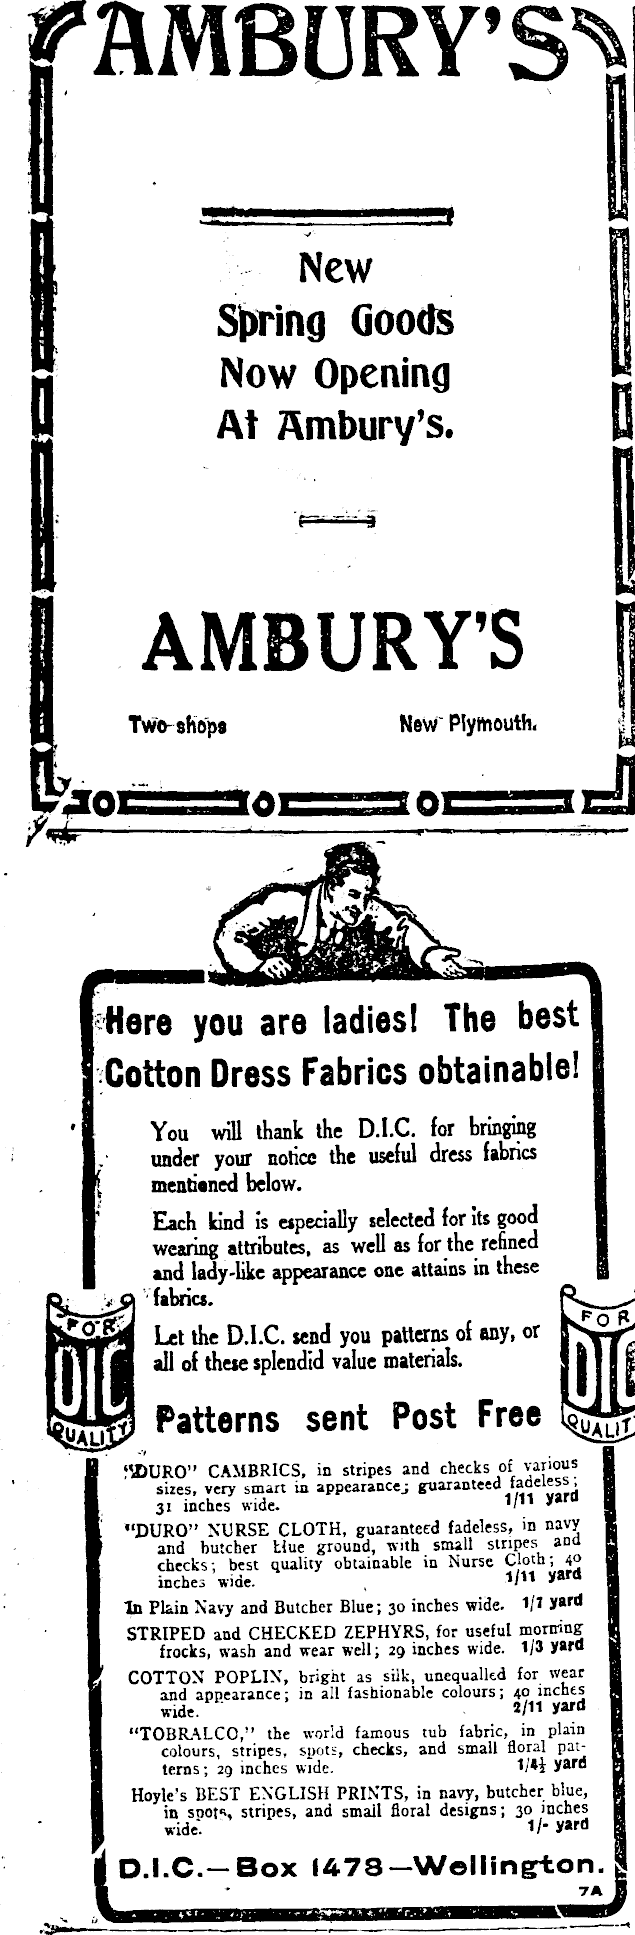 AMBURY'S
New
Spring Goods
Now Opening
At Ambury's.
AMBURY'S
Two shops New Plymouth.
Here you are ladies! The best
Cotton Dress Fabrics obtainable!
You will thank the D.I.C. for bringing
under your notice the useful dress fabrics
mentioned below.
Each kind is especially selected for its good
wearing attributes, as well as for the refined
and lady-like appearance one attains in these
fabrics.
Let the D.I.C. send you patterns of any, or
all of these splendid value materials.
FOR
DIC
QUALITY
FOR
DIC
QUALITY
Patterns sent Post Free
"DURO" CAMBRICS, in stripes and checks of various
sizes, very smart in appearance; guaranteed fadeless;
31 inches wide. 1/11 yard
"DURO" NURSE CLOTH, guaranteed fadeless, in navy
and butcher blue ground, with small stripes and
checks; best quality obtainable in Nurse Cloth; 40
inches wide. 1/11 yard
In Plain Navy and Butcher Blue; 30 inches wide. 1/7 yard
STRIPED and CHECKED ZEPHYRS, for useful morning
frocks, wash and wear well; 29 inches wide. 1/3 yard
COTTON POPLIN, bright as silk, unequalled for wear
and appearance; in all fashionable colours; 40 inches
wide. 2/11 yard
"TOBRALCO," the world famous tub fabric, in plain
colours, stripes, spots, checks, and small floral pat-
terns; 29 inches wide. 1/4½ yard
Hoyle's BEST ENGLISH PRINTS, in navy, butcher blue,
in spots, stripes, and small floral designs; 30 inches
wide. 1/- yard
D.I.C.—Box 1478—Wellington.
7A